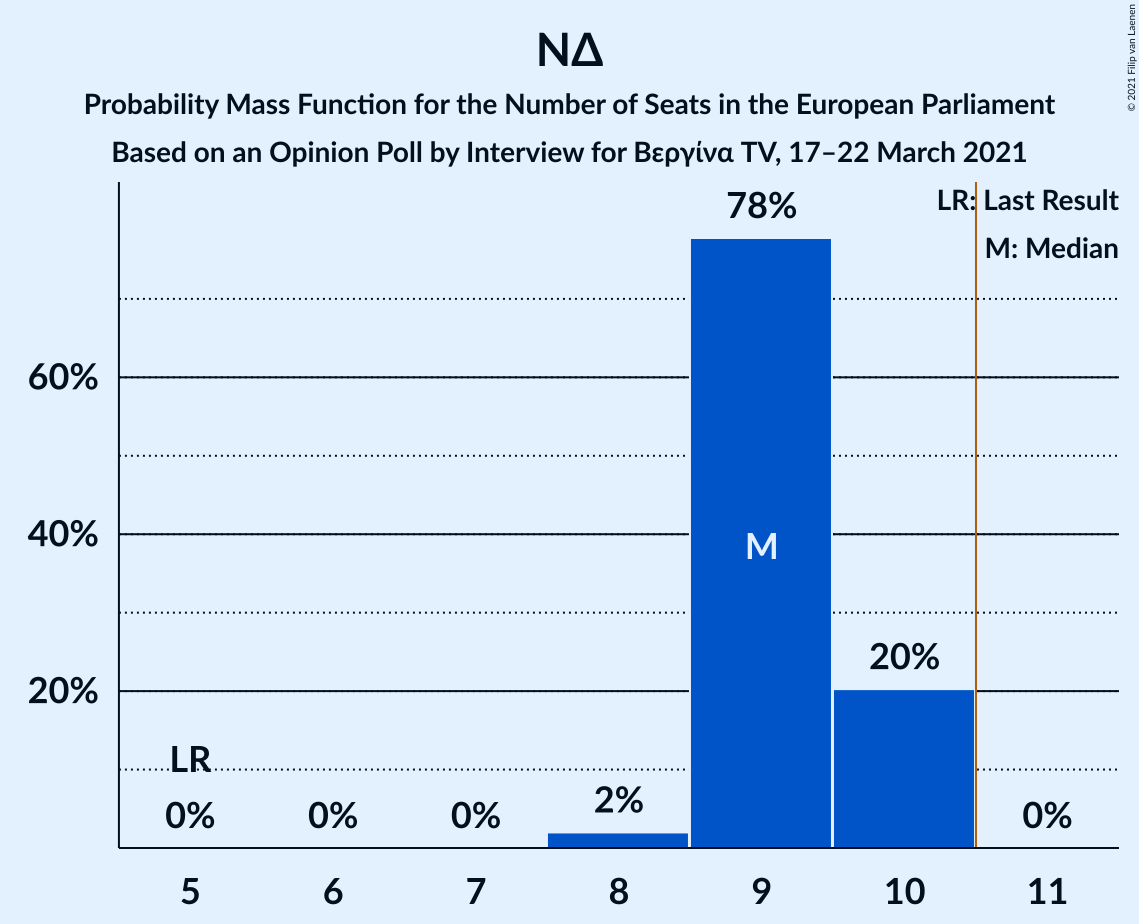 ΝΔ
Probability Mass Function for the Number of Seats in the European Parliament
Based on an Opinion Poll by Interview for Βεργίνα TV, 17–22 March 2021
© 2021 Filip van Laenen
LR: Last Result
M: Median
78%
60%
40%
M
20%
20%
LR
0%
0%
0%
2%
0%
5
6
7
8
9
10
11